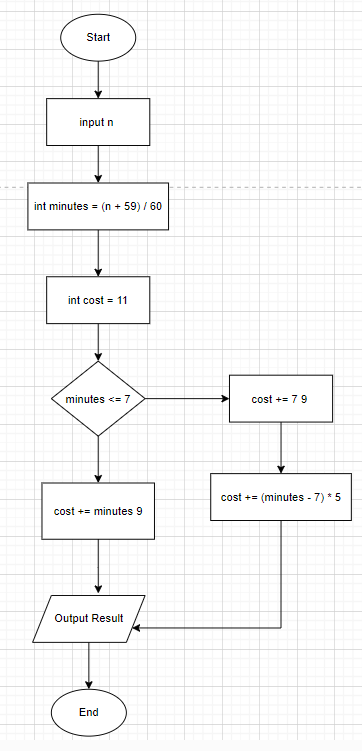 Start
input n
int minutes = (n + 59) / 60
int cost = 11
minutes <= 7
cost += 7 9
cost += (minutes - 7) * 5
cost += minutes 9
Output Result
End